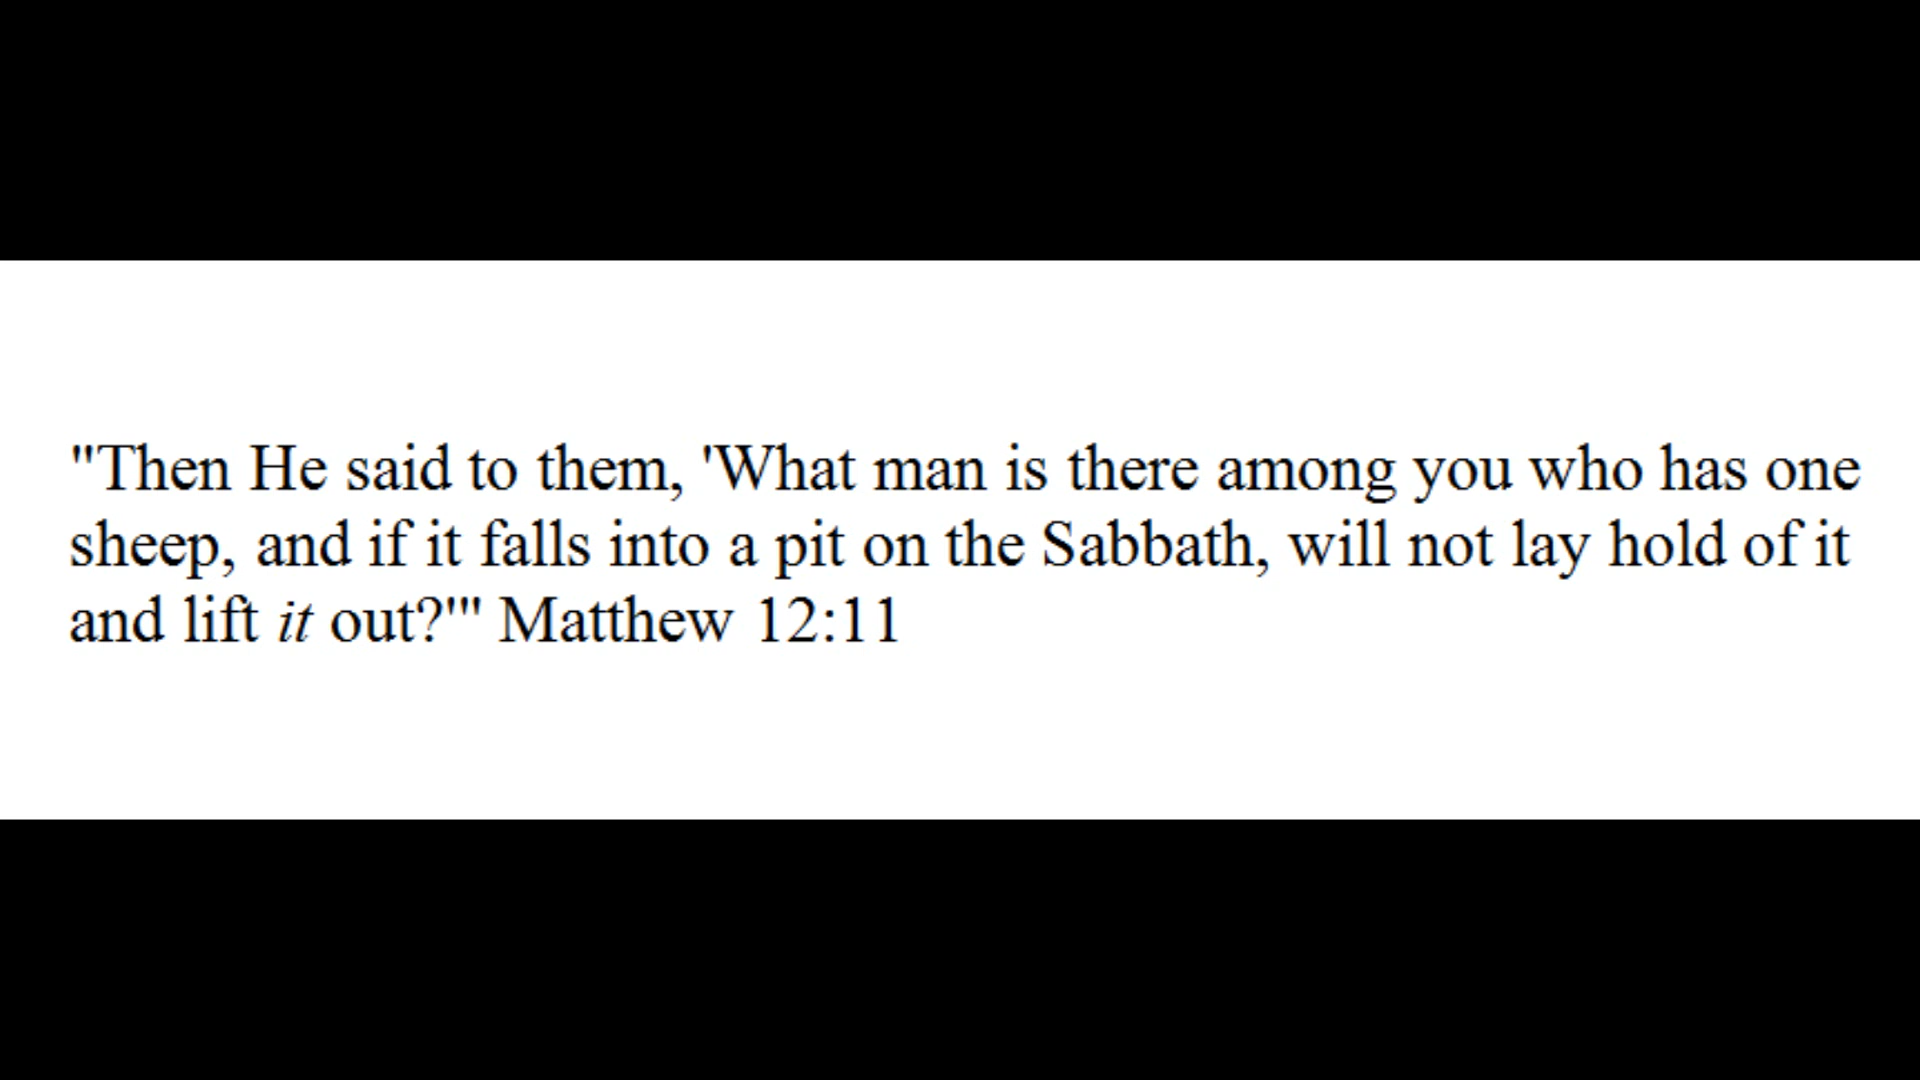 "Then He said to them, 'What man is there among you who has one
sheep, and if it falls into a pit on the Sabbath, will not lay hold of it
and lift it out?'" Matthew 12:11